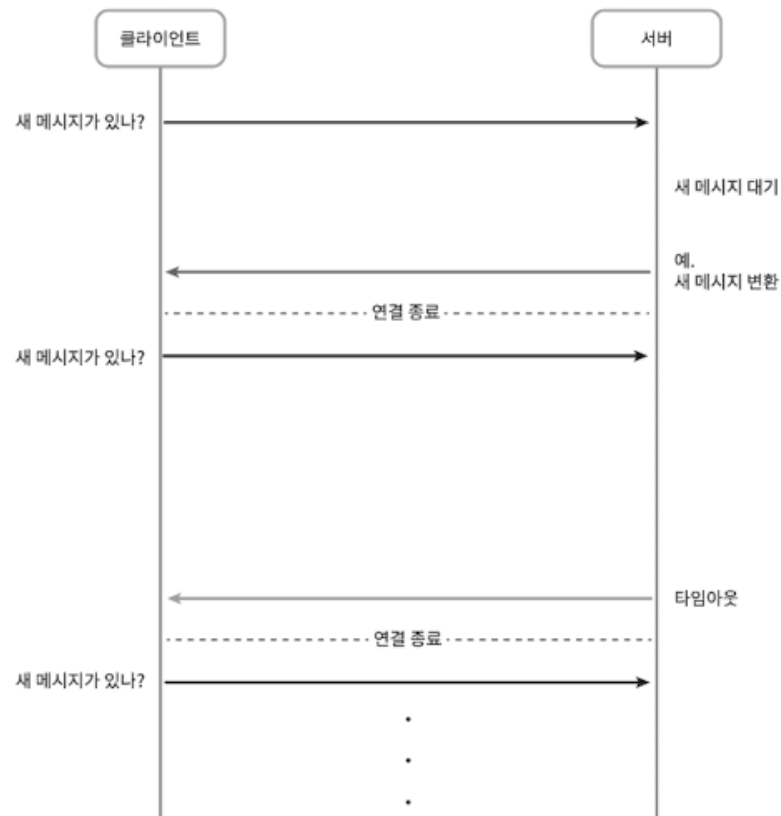 클라이언트
서버
새 메시지가 있나?
새 메시지 대기
예.
새 메시지 변환
연결 종료
새 메시지가 있나?
타임아웃
연결 종료
새 메시지가 있나?